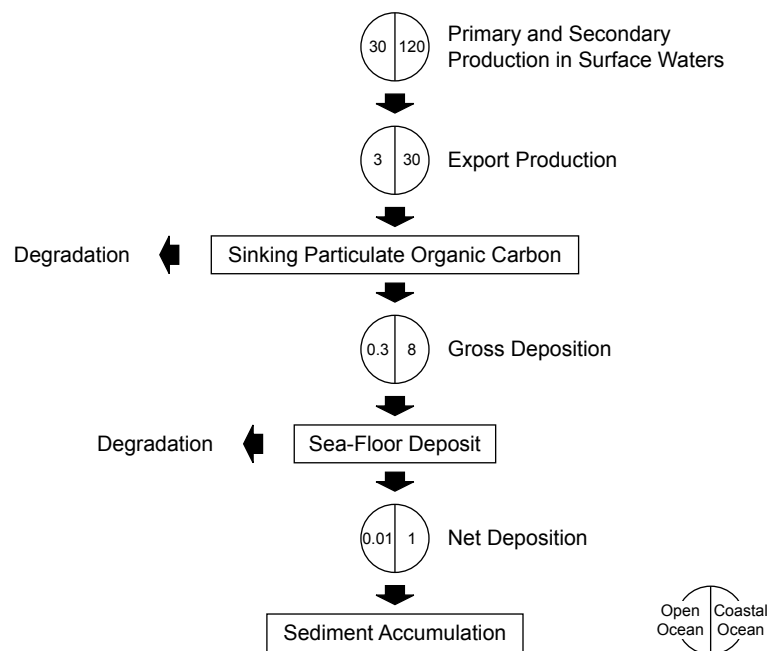 30 120
Primary and Secondary
Production in Surface Waters
3 30
Export Production
Degradation
Sinking Particulate Organic Carbon
0.3 8
Gross Deposition
Degradation
Sea-Floor Deposit
0.01 1
Net Deposition
Sediment Accumulation
Open Coastal
Ocean Ocean